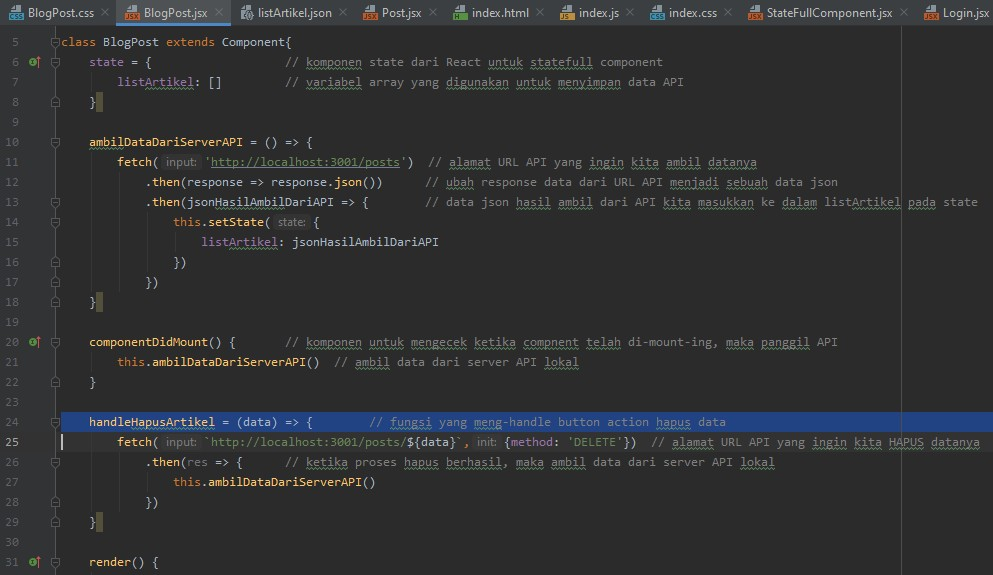 BlogPost.css × BlogPost.jsx × listArtikel.json × Post.jsx × index.html × index.js × index.css × StateFullComponent.jsx × Login.jsx
5 class BlogPost extends Component{
6 state = { // komponen state dari React untuk statefull component
7 listArtikel: [] // variabel array yang digunakan untuk menyimpan data API
8 }
9
10 ambilDataDariServerAPI = () => {
11 fetch( input: 'http://localhost:3001/posts') // alamat URL API yang ingin kita ambil datanya
12 .then(response => response.json()) // ubah response data dari URL API menjadi sebuah data json
13 .then(jsonHasilAmbilDariAPI => { // data json hasil ambil dari API kita masukkan ke dalam listArtikel pada state
14 this.setState( state: {
15 listArtikel: jsonHasilAmbilDariAPI
16 })
17 })
18 }
19
20 componentDidMount() { // komponen untuk mengecek ketika compnent telah di-mount-ing, maka panggil API
21 this.ambilDataDariServerAPI() // ambil data dari server API lokal
22 }
23
24 handleHapusArtikel = (data) => { // fungsi yang meng-handle button action hapus data
25 fetch( input: `http://localhost:3001/posts/${data}`, init: {method: 'DELETE'}) // alamat URL API yang ingin kita HAPUS datanya
26 .then(res => { // ketika proses hapus berhasil, maka ambil data dari server API lokal
27 this.ambilDataDariServerAPI()
28 })
29 }
30
31 render() {